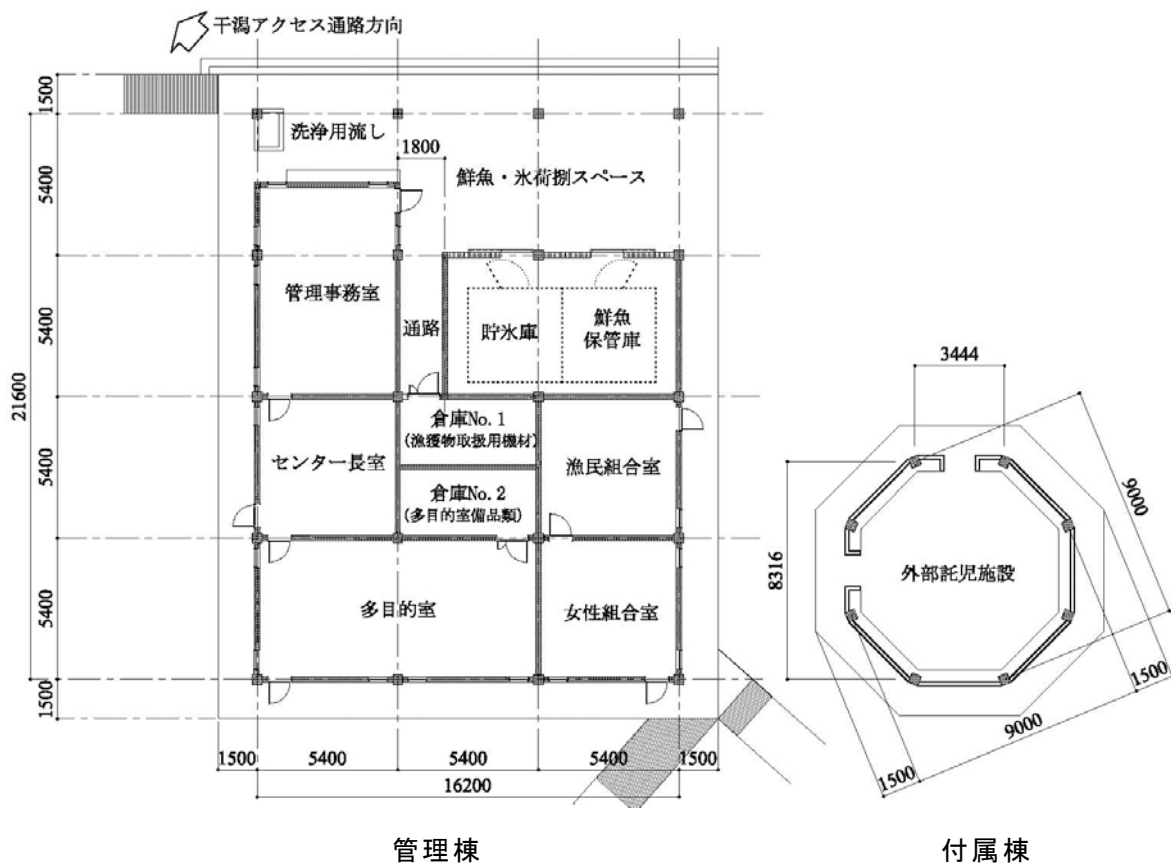 干潟アクセス通路方向
1500
洗浄用流し
1800
5400
鮮魚・氷荷捌スペース
管理事務室
5400
通路
貯氷庫
鮮魚
保管庫
21600
3444
倉庫No.1
(漁獲物取扱用機材)
センター長室
5400
漁民組合室
倉庫No.2
(多目的室備品類)
9000
8316
外部託児施設
多目的室
5400
女性組合室
1500
1500
9000
1500
1500
5400
5400
5400
1500
16200
管理棟
付属棟